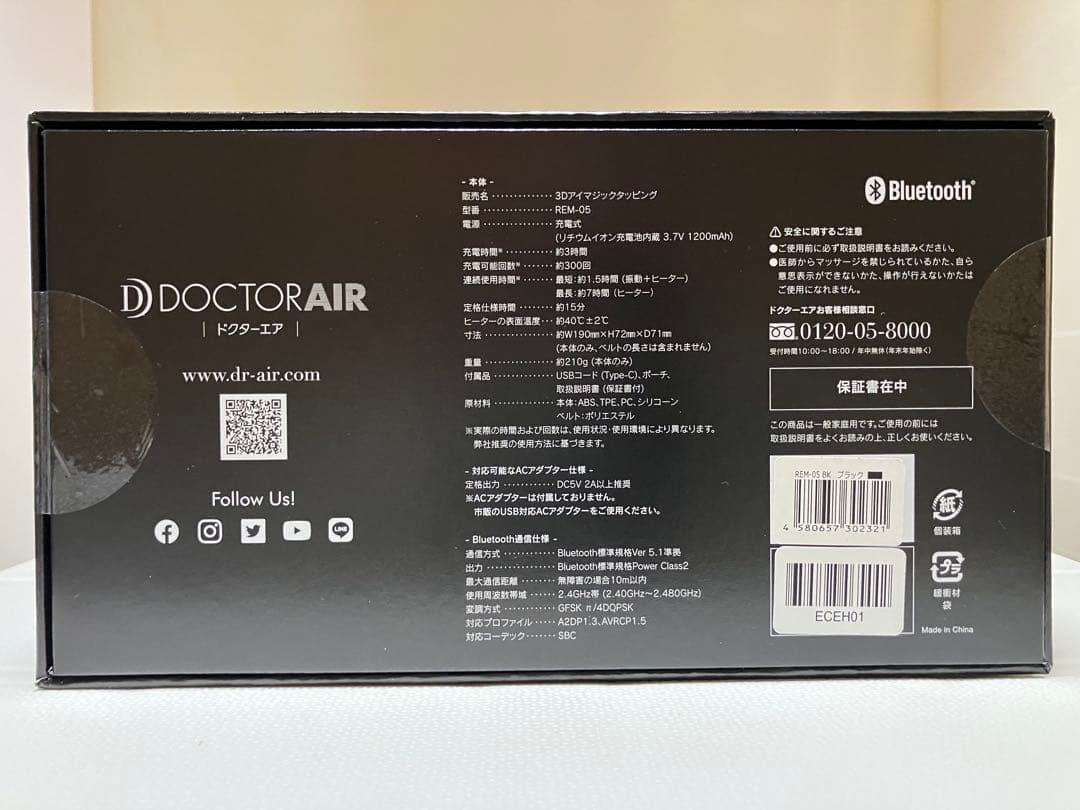 DOCTORAIR
ドクターエア
www.dr-air.com
Follow Us!
LINE
- 本体 -
販売名 ・・・・・・・・・・・・・ 3Dアイマジックタッピング
型番 ・・・・・・・・・・・・・・・ REM-05
電源 ・・・・・・・・・・・・・・・ 充電式
(リチウムイオン充電池内蔵 3.7V 1200mAh)
充電時間※ ・・・・・・・・・・ 約3時間
充電可能回数※ ・・・・・・ 約300回
連続使用時間※ ・・・・・・ 最短：約1.5時間 (振動＋ヒーター)
最長：約7時間 (ヒーター)
定格仕様時間 ・・・・・・・ 約15分
ヒーターの表面温度・・・ 約40℃±2℃
寸法 ・・・・・・・・・・・・・・・ 約W190㎜×H72㎜×D71㎜
(本体のみ、ベルトの長さは含まれません)
重量 ・・・・・・・・・・・・・・・ 約210g (本体のみ)
付属品 ・・・・・・・・・・・・・ USBコード (Type-C)、ポーチ、
取扱説明書 (保証書付)
原材料 ・・・・・・・・・・・・・ 本体：ABS、TPE、PC、シリコーン
ベルト：ポリエステル
※実際の時間および回数は、使用状況・使用環境により異なります。
弊社推奨の使用方法に基づきます。
- 対応可能なACアダプター仕様 -
定格出力 ・・・・・・・・・・・ DC5V 2A以上推奨
※ACアダプターは付属しておりません。
市販のUSB対応ACアダプターをご使用ください。
- Bluetooth通信仕様 -
通信方式 ・・・・・・・・・・・ Bluetooth標準規格Ver 5.1準拠
出力 ・・・・・・・・・・・・・・・ Bluetooth標準規格Power Class2
最大通信距離 ・・・・・・・ 無障害の場合10m以内
使用周波数帯域 ・・・・・ 2.4GHz帯 (2.40GHz～2.480GHz)
変調方式 ・・・・・・・・・・・ GFSK π/4DQPSK
対応プロファイル ・・・・ A2DP1.3、AVRCP1.5
対応コーデック・・・・・・ SBC
Bluetooth®
⚠ 安全に関するご注意
●ご使用前に必ず取扱説明書をお読みください。
●医師からマッサージを禁じられているかた、自ら
意思表示ができないかた、操作が行えないかたは
ご使用になれません。
ドクターエアお客様相談窓口
0120-05-8000
受付時間10:00～18:00 / 年中無休(年末年始除く)
保証書在中
この商品は一般家庭用です。ご使用の前には
取扱説明書をよくお読みの上、正しくお使いください。
REM-05 BK ブラック
4 580657 302321
ECEH01
紙
個装箱
プラ
緩衝材
袋
Made in China